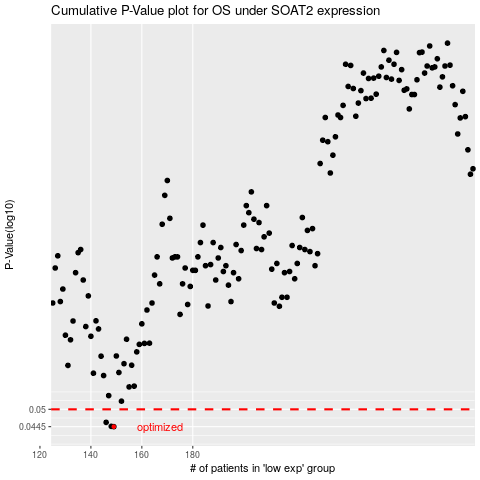 Cumulative P-Value plot for OS under SOAT2 expression
P-Value(log10)
0.05
0.0445
optimized
120 140 160 180
# of patients in 'low exp' group